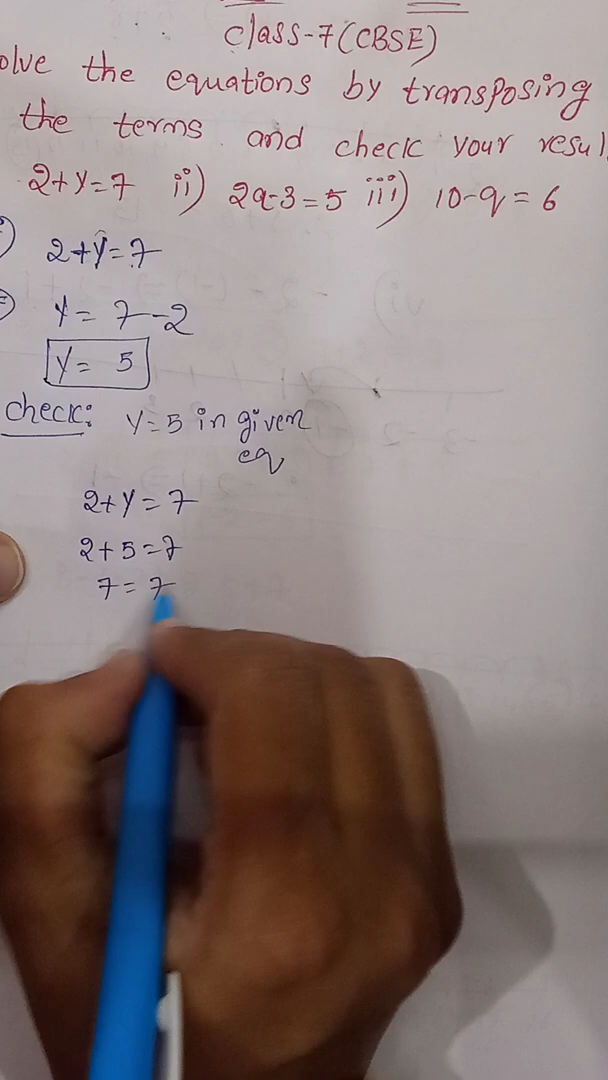 class-7(CBSE)
olve the equations by transposing
the terms and check your resul
2+y=7 ii) 2a-3=5 iii) 10-q=6
2+y=7
y= 7-2
y= 5
check: y=5 in given
eq
2+y=7
2+5=7
7=7